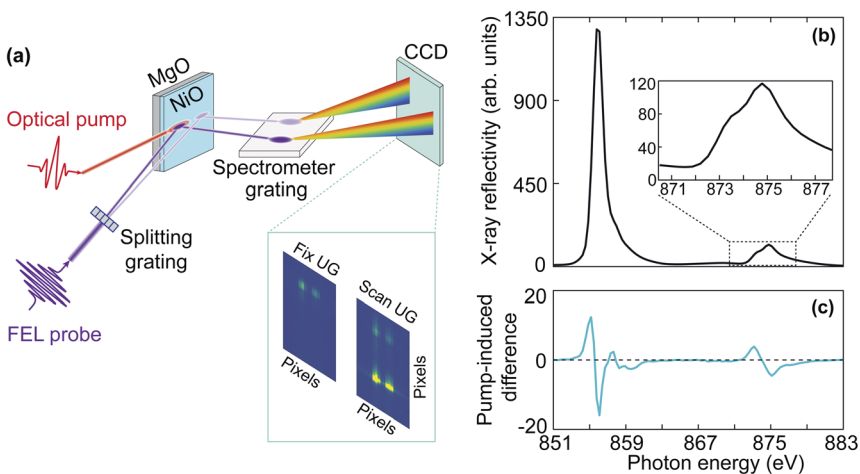 (a)
MgO
NiO
CCD
Optical pump
Spectrometer
grating
Splitting
grating
FEL probe
Fix UG
Scan UG
Pixels
Pixels
Pixels
(b)
X-ray reflectivity (arb. units)
1350
900
450
0
120
80
40
0
871 873 875 877
(c)
Pump-induced
difference
20
0
-20
851 859 867 875 883
Photon energy (eV)